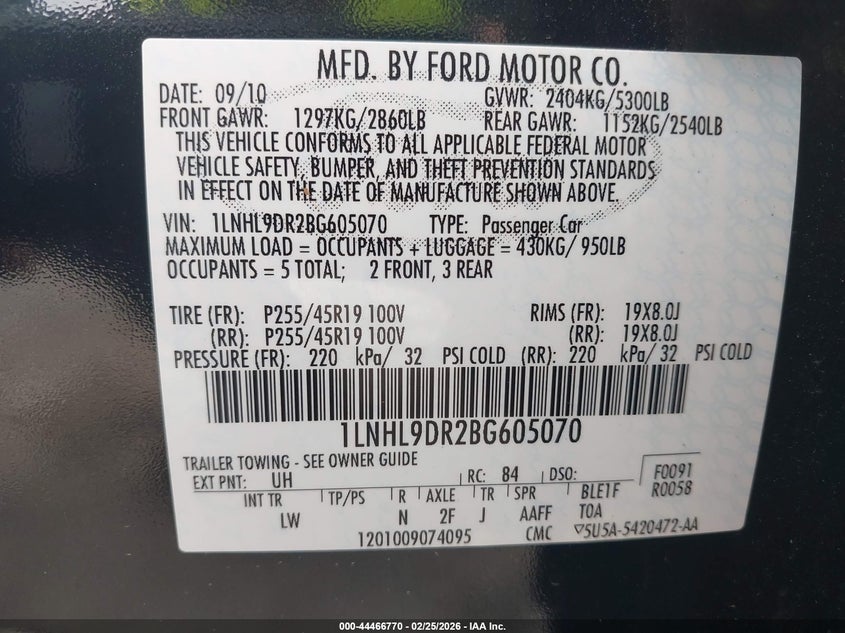 MFD. BY FORD MOTOR CO.
DATE: 09/10 GVWR: 2404KG/5300LB
FRONT GAWR: 1297KG/2860LB REAR GAWR: 1152KG/2540LB
THIS VEHICLE CONFORMS TO ALL APPLICABLE FEDERAL MOTOR
VEHICLE SAFETY, BUMPER, AND THEFT PREVENTION STANDARDS
IN EFFECT ON THE DATE OF MANUFACTURE SHOWN ABOVE.
VIN: 1LNHL9DR2BG605070 TYPE: Passenger Car
MAXIMUM LOAD = OCCUPANTS + LUGGAGE = 430KG/ 950LB
OCCUPANTS = 5 TOTAL; 2 FRONT, 3 REAR
TIRE (FR): P255/45R19 100V RIMS (FR): 19X8.0J
(RR): P255/45R19 100V (RR): 19X8.0J
PRESSURE (FR): 220 kPa/ 32 PSI COLD (RR): 220 kPa/ 32 PSI COLD
1LNHL9DR2BG605070
TRAILER TOWING - SEE OWNER GUIDE
EXT PNT: UH RC: 84 DSO: F0091
R0058
INT TR TP/PS R AXLE TR SPR BLE1F
LW N 2F J AAFF TOA
1201009074095 CMC 5U5A-5420472-AA
000-44466770 - 02/25/2026 - IAA Inc.